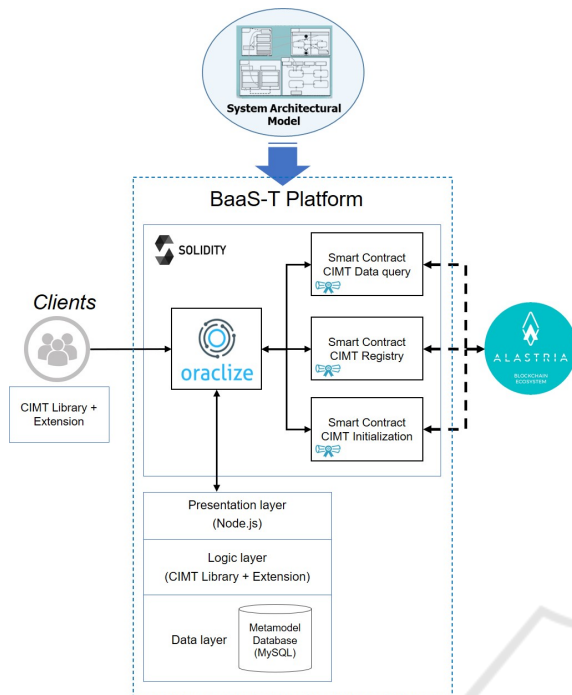 System Architectural
Model
BaaS-T Platform
SOLIDITY
Smart Contract
CIMT Data query
Clients
oraclize
Smart Contract
CIMT Registry
ALASTRIA
BLOCKCHAIN
ECOSYSTEM
CIMT Library +
Extension
Smart Contract
CIMT Initialization
Presentation layer
(Node.js)
Logic layer
(CIMT Library + Extension)
Data layer
Metamodel
Database
(MySQL)